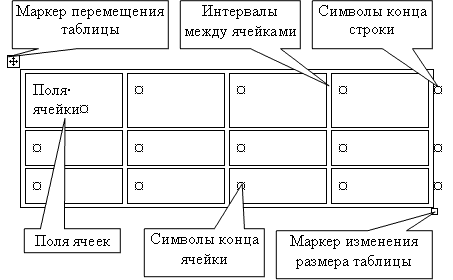 Маркер перемещения
таблицы
Интервалы
между ячейками
Символы конца
строки
Поля·
ячейки¤
¤
¤
¤
¤
¤
¤
¤
¤
¤
¤
¤
¤
¤
¤
Поля ячеек
Символы конца
ячейки
Маркер изменения
размера таблицы